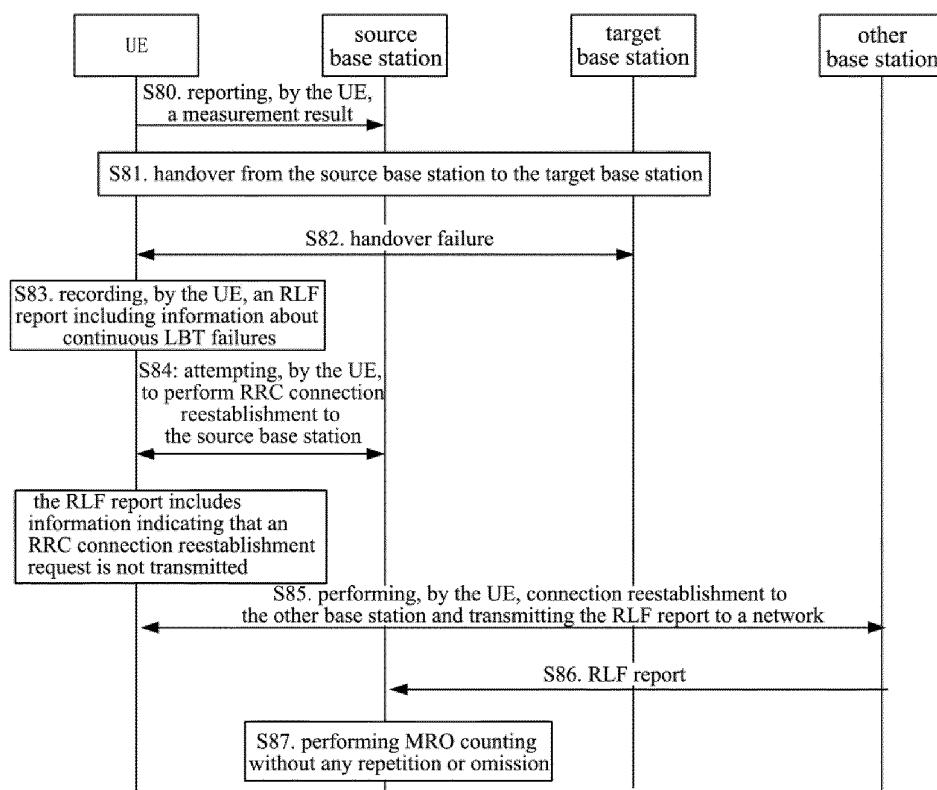 UE
source
base station
target
base station
other
base station
S80. reporting, by the UE,
a measurement result
S81. handover from the source base station to the target base station
S82. handover failure
S83. recording, by the UE, an RLF
report including information about
continuous LBT failures
S84: attempting, by the UE,
to perform RRC connection
reestablishment to
the source base station
the RLF report includes
information indicating that an
RRC connection reestablishment
request is not transmitted
S85. performing, by the UE, connection reestablishment to
the other base station and transmitting the RLF report to a network
S86. RLF report
S87. performing MRO counting
without any repetition or omission